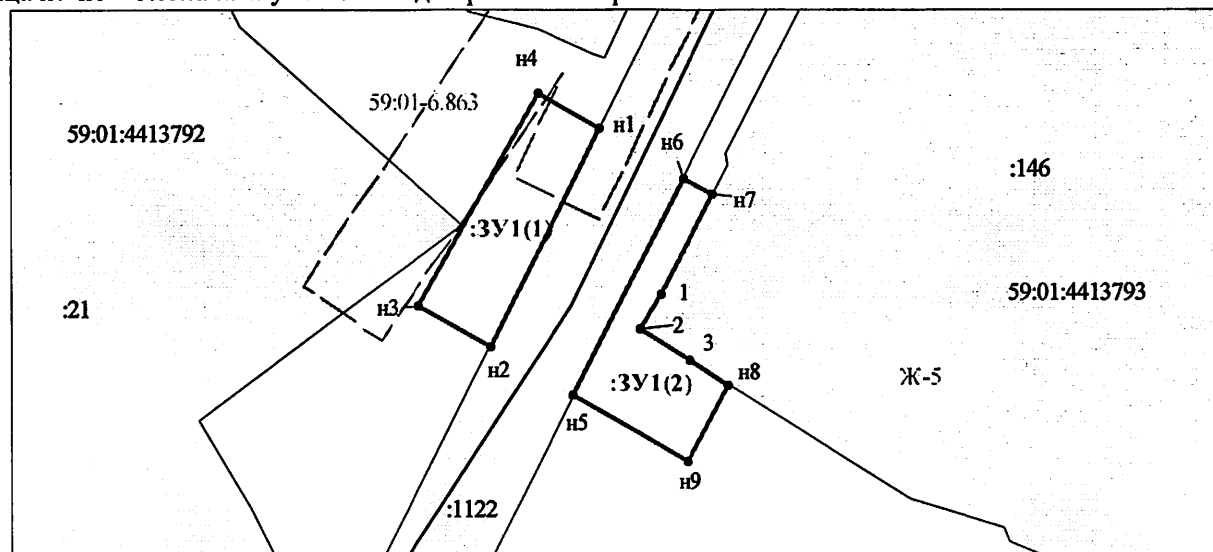 н4
59:01-6.863
59:01:4413792
н1
н6
:146
н7
:ЗУ1(1)
59:01:4413793
:21
н3
1
2
н2
3
н8
Ж-5
:ЗУ1(2)
н5
н9
:1122